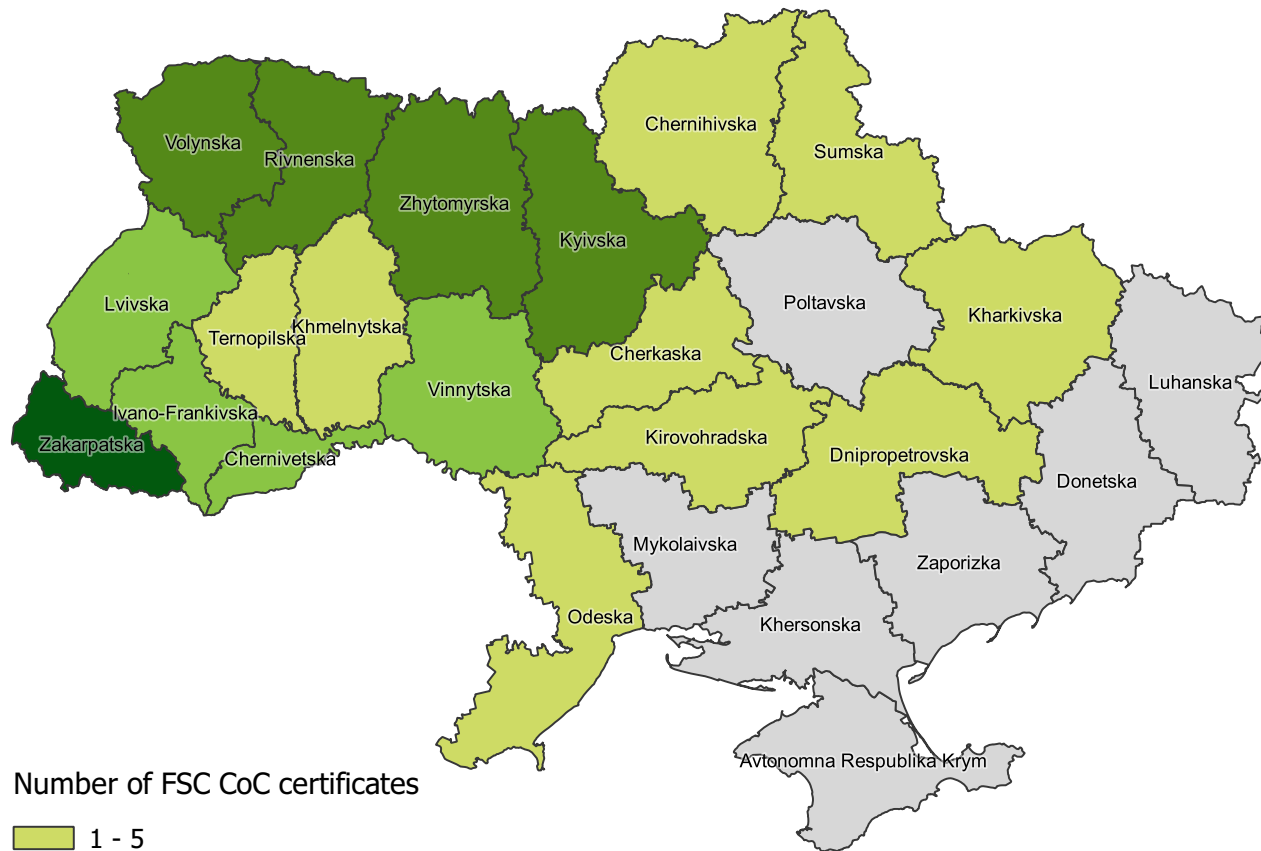 Chernihivska
Volynska
Sumska
Rivnenska
Zhytomyrska
Kyivska
Lvivska
Poltavska
Kharkivska
Ternopilska
Khmelnytska
Cherkaska
Luhanska
Vinnytska
Ivano-Frankivska
Zakarpatska
Kirovohradska
Chernivetska
Dnipropetrovska
Donetska
Mykolaivska
Zaporizka
Odeska
Khersonska
Avtonomna Respublika Krym
Number of FSC CoC certificates
1 - 5